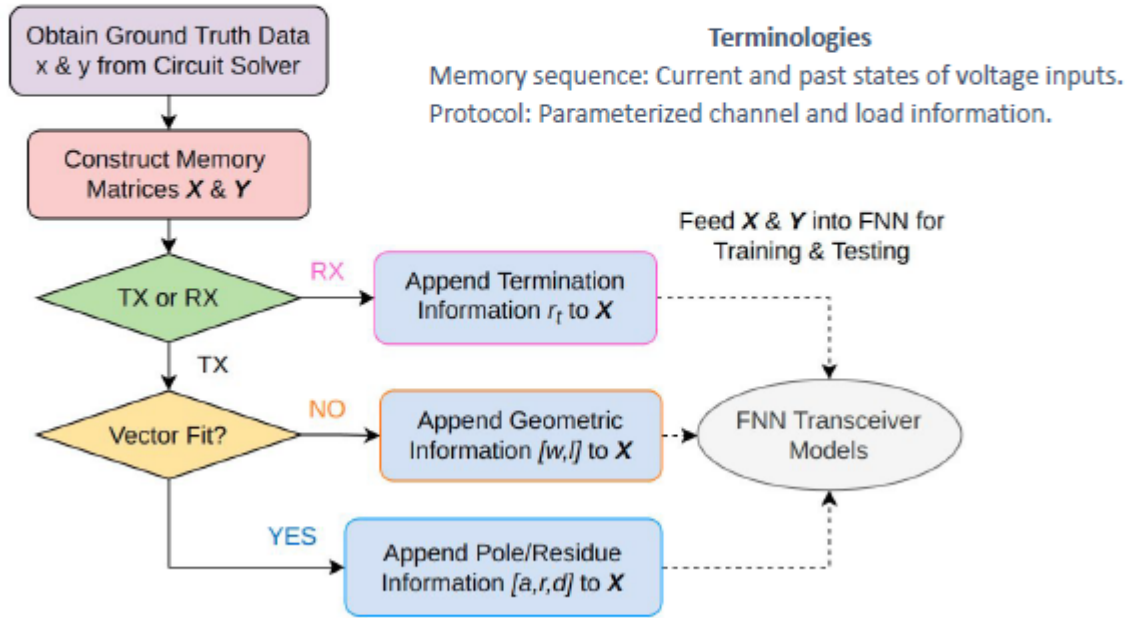 Obtain Ground Truth Data
x & y from Circuit Solver
Terminologies
Memory sequence: Current and past states of voltage inputs.
Protocol: Parameterized channel and load information.
Construct Memory
Matrices X & Y
Feed X & Y into FNN for
Training & Testing
TX or RX
RX
Append Termination
Information rt to X
TX
Vector Fit?
NO
Append Geometric
Information [w,l] to X
FNN Transceiver
Models
YES
Append Pole/Residue
Information [a,r,d] to X